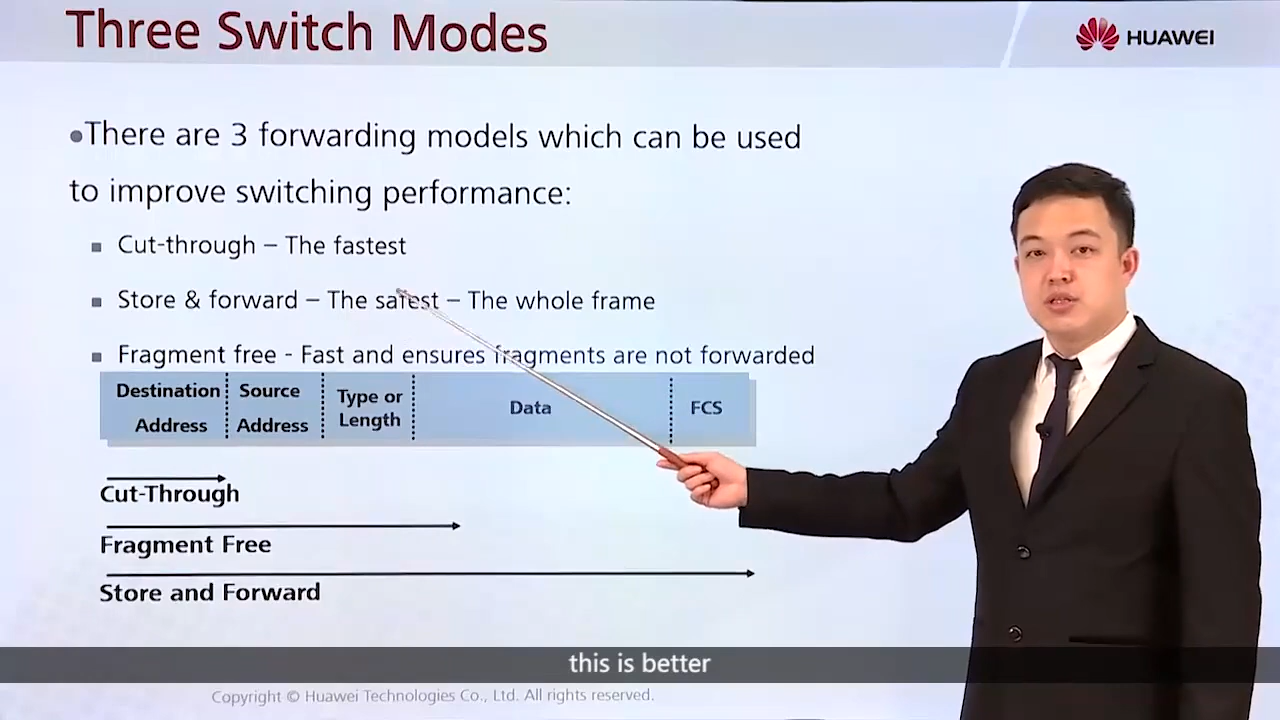 Three Switch Modes
HUAWEI
●There are 3 forwarding models which can be used
to improve switching performance:
▪ Cut-through – The fastest
▪ Store & forward – The safest – The whole frame
▪ Fragment free - Fast and ensures fragments are not forwarded
Destination Address
Source Address
Type or Length
Data
FCS
Cut-Through
Fragment Free
Store and Forward
this is better
Copyright © Huawei Technologies Co., Ltd. All rights reserved.